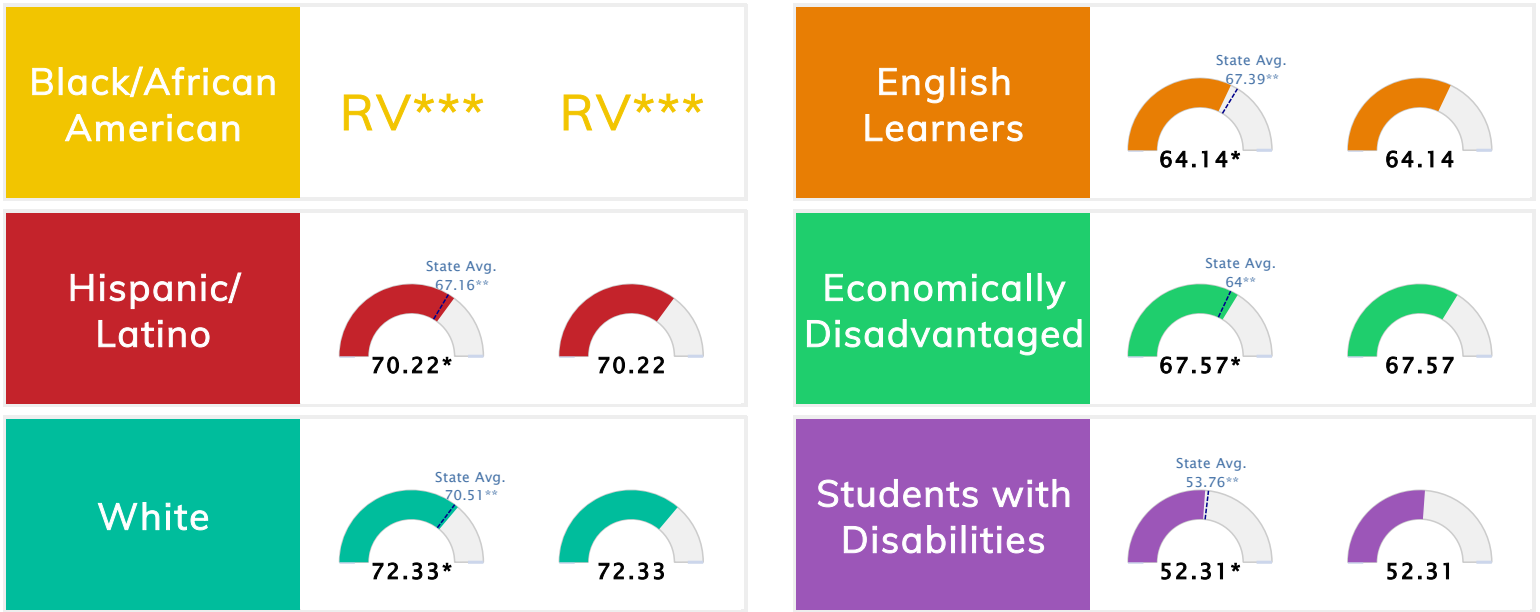 Black/African
American
RV*** RV***
State Avg.
67.39**
English
Learners
64.14* 64.14
State Avg.
67.16**
Hispanic/
Latino
70.22* 70.22
State Avg.
64**
Economically
Disadvantaged
67.57* 67.57
State Avg.
70.51**
White
72.33* 72.33
State Avg.
53.76**
Students with
Disabilities
52.31* 52.31